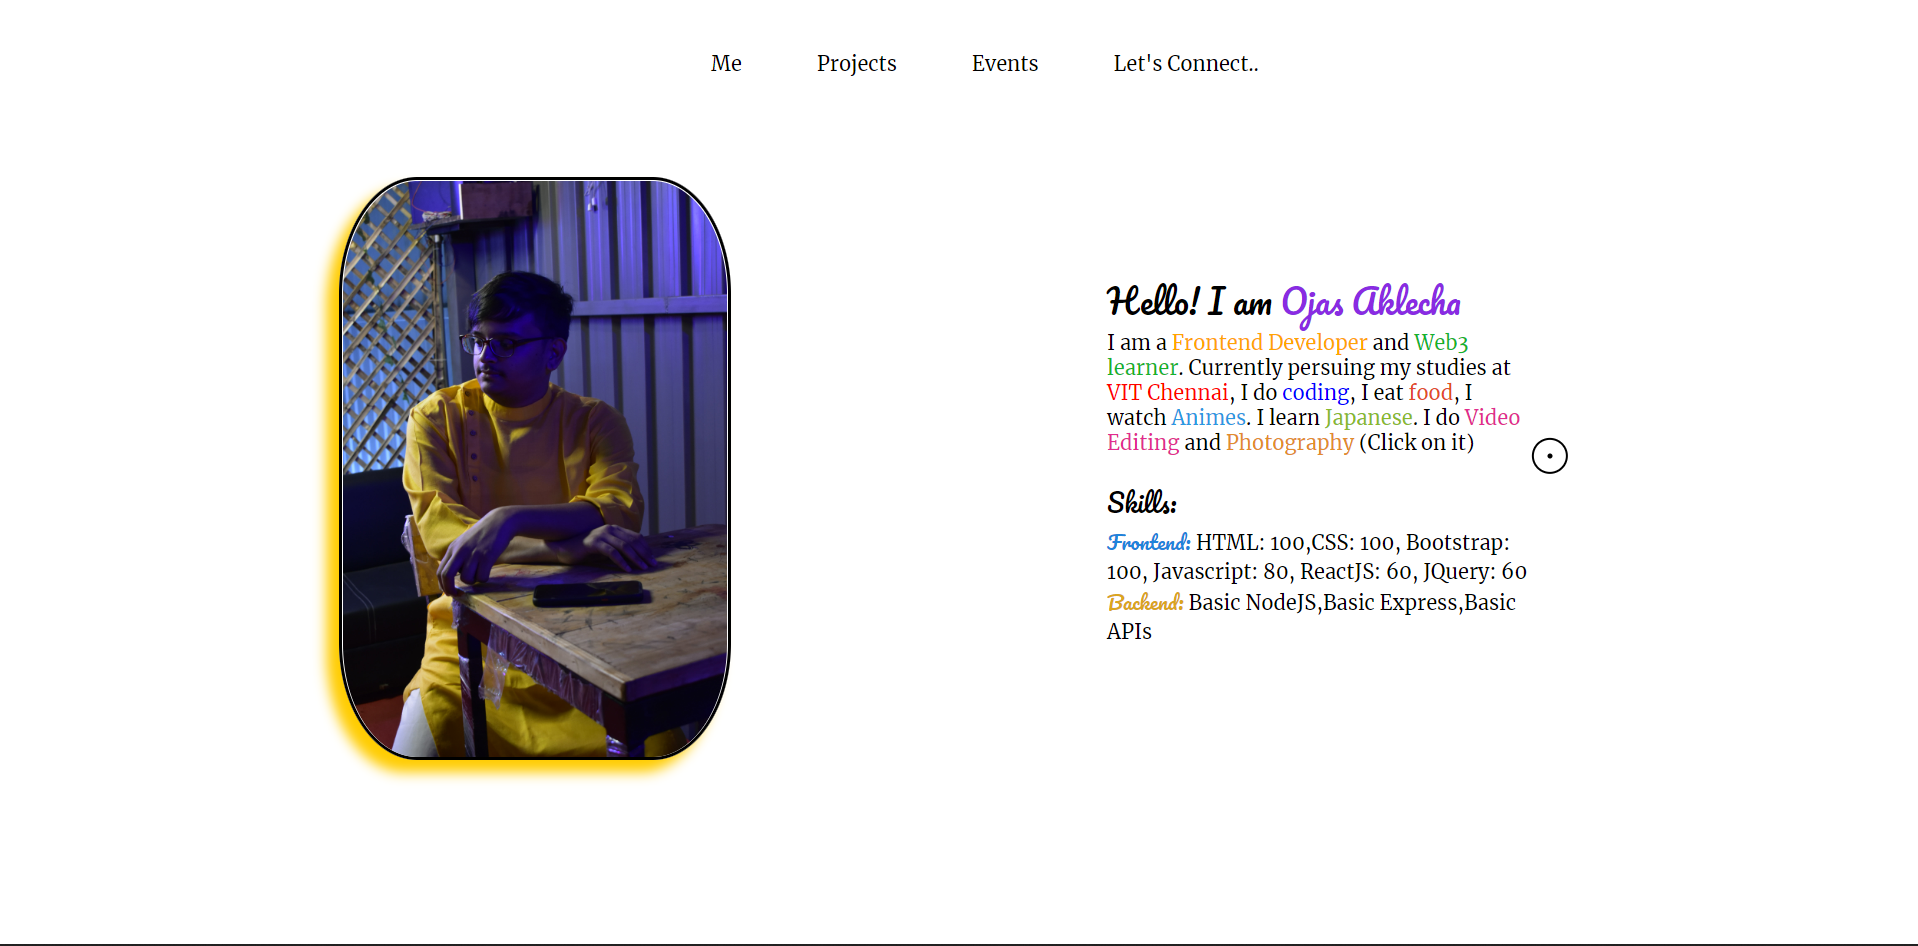 Me Projects Events Let's Connect..
Hello! I am Ojas Aklecha
I am a Frontend Developer and Web3
learner. Currently persuing my studies at
VIT Chennai, I do coding, I eat food, I
watch Animes. I learn Japanese. I do Video
Editing and Photography (Click on it)
Skills:
Frontend: HTML: 100,CSS: 100, Bootstrap:
100, Javascript: 80, ReactJS: 60, JQuery: 60
Backend: Basic NodeJS,Basic Express,Basic
APIs